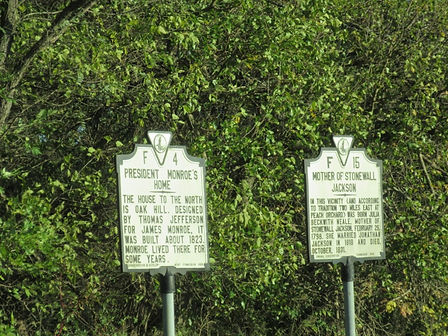 F 4
PRESIDENT MONROE'S
HOME
THE HOUSE TO THE NORTH
IS OAK HILL, DESIGNED
BY THOMAS JEFFERSON
FOR JAMES MONROE. IT
WAS BUILT ABOUT 1823.
MONROE LIVED THERE FOR
SOME YEARS.
F 15
MOTHER OF STONEWALL
JACKSON
IN THIS VICINITY (AND ACCORDING
TO TRADITION TWO MILES EAST AT
PEACH ORCHARD) WAS BORN JULIA
BECKWITH NEALE, MOTHER OF
STONEWALL JACKSON, FEBRUARY 29,
1798. SHE MARRIED JONATHAN
JACKSON IN 1818 AND DIED,
OCTOBER, 1831.